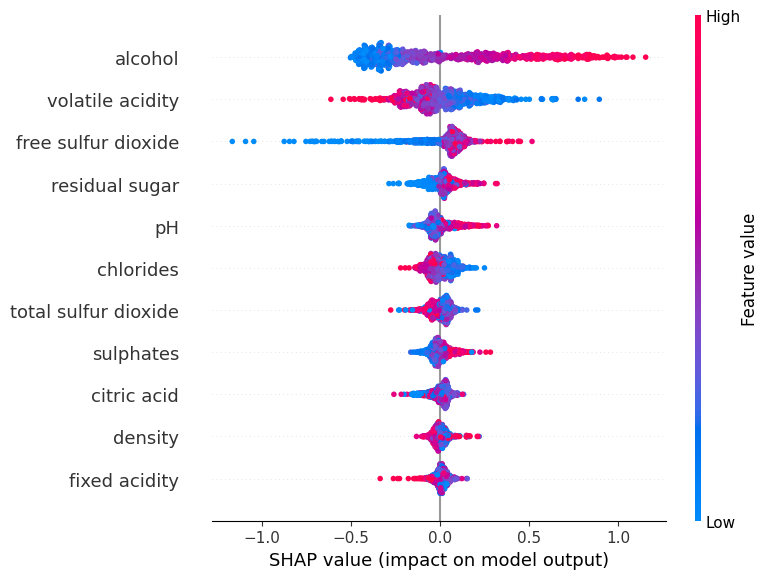 High
alcohol
volatile acidity
free sulfur dioxide
residual sugar
pH
chlorides
total sulfur dioxide
sulphates
citric acid
density
fixed acidity
Feature value
Low
−1.0 −0.5 0.0 0.5 1.0
SHAP value (impact on model output)